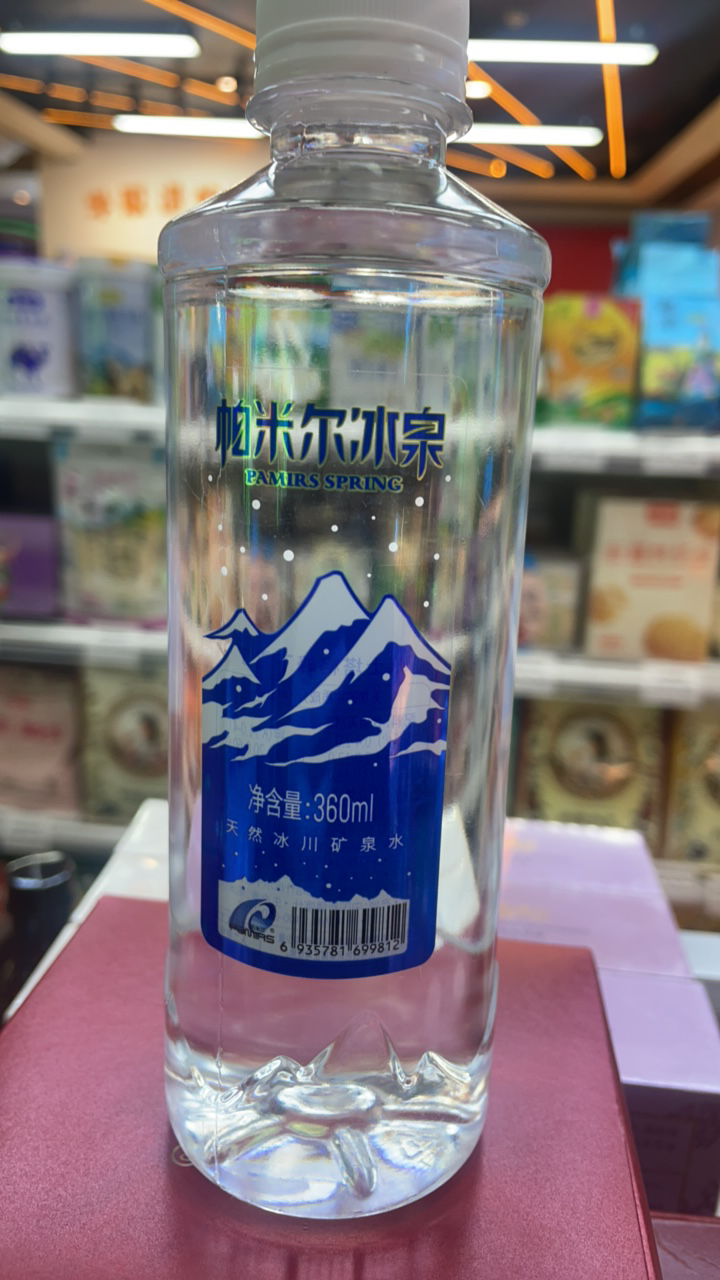 帕米尔冰泉
PAMIRS SPRING
净含量:360ml
天然冰川矿泉水
PAMIRS
6 935781 699812